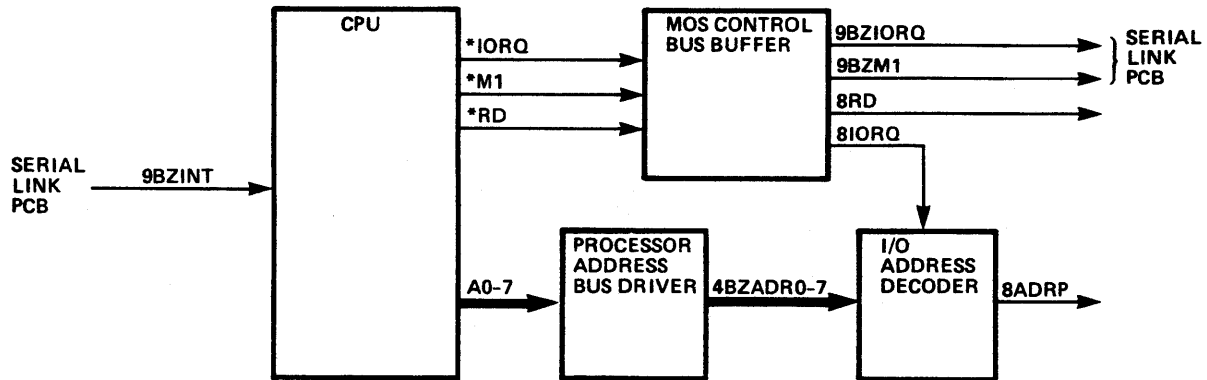 CPU
MOS CONTROL
BUS BUFFER
*IORQ
*M1
*RD
9BZIORQ
9BZM1
8RD
8IORQ
SERIAL
LINK
PCB
SERIAL
LINK
PCB
9BZINT
A0-7
PROCESSOR
ADDRESS
BUS DRIVER
4BZADR0-7
I/O
ADDRESS
DECODER
8ADRP